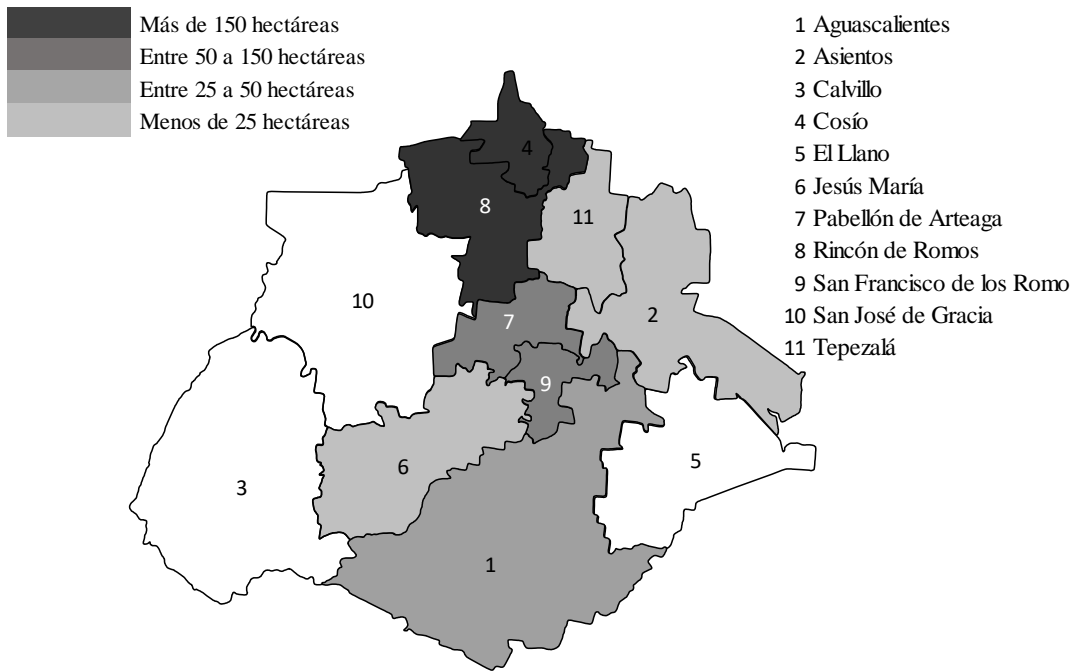 Más de 150 hectáreas
Entre 50 a 150 hectáreas
Entre 25 a 50 hectáreas
Menos de 25 hectáreas
1 Aguascalientes
2 Asientos
3 Calvillo
4 Cosío
5 El Llano
6 Jesús María
7 Pabellón de Arteaga
8 Rincón de Romos
9 San Francisco de los Romo
10 San José de Gracia
11 Tepezalá
4
8
11
10
7
2
9
6
5
3
1